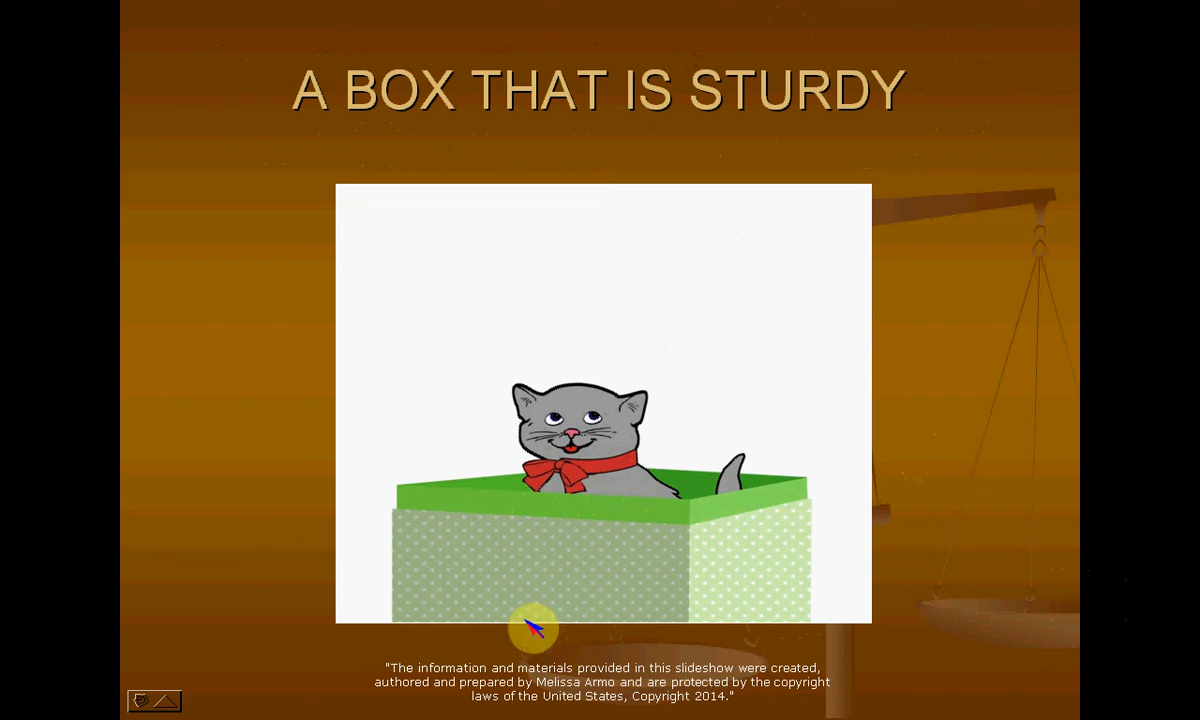 A BOX THAT IS STURDY
"The information and materials provided in this slideshow were created,
authored and prepared by Melissa Armo and are protected by the copyright
laws of the United States, Copyright 2014."